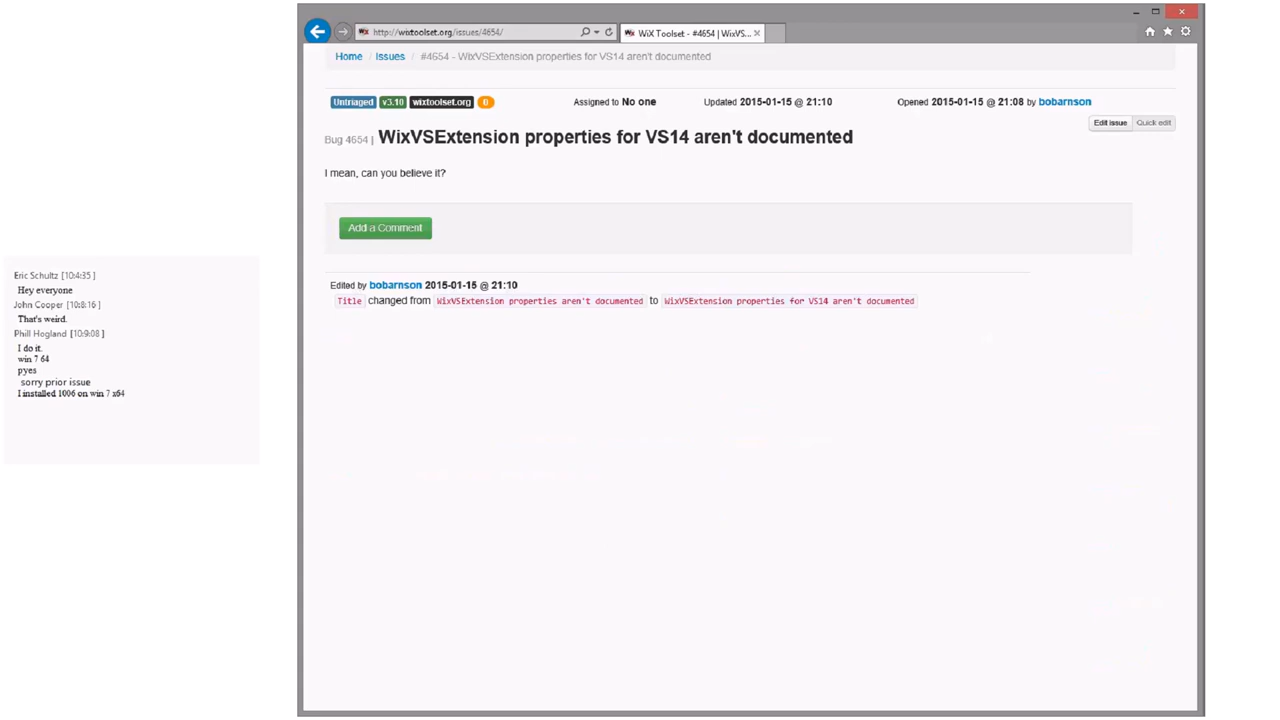 http://wixtoolset.org/issues/4654/
WiX Toolset - #4654 | WixVS...
Home / Issues / #4654 - WixVSExtension properties for VS14 aren't documented
Untriaged v3.10 wixtoolset.org 0 Assigned to No one Updated 2015-01-15 @ 21:10 Opened 2015-01-15 @ 21:08 by bobarnson
Edit issue Quick edit
Bug 4654 | WixVSExtension properties for VS14 aren't documented
I mean, can you believe it?
Add a Comment
Edited by bobarnson 2015-01-15 @ 21:10
Title changed from WixVSExtension properties aren't documented to WixVSExtension properties for VS14 aren't documented
Eric Schultz [10:4:35 ]
Hey everyone
John Cooper [10:8:16 ]
That's weird.
Phill Hogland [10:9:08 ]
I do it.
win 7 64
pyes
sorry prior issue
I installed 1006 on win 7 x64